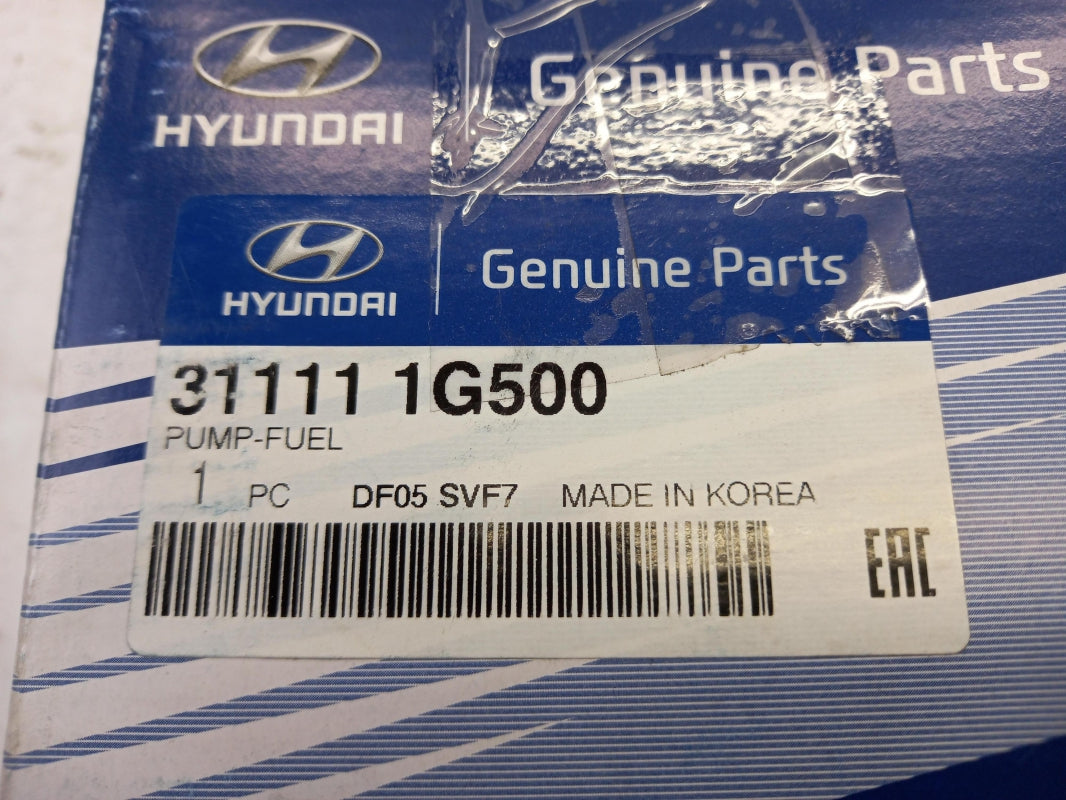 HYUNDAI
Genuine Parts
HYUNDAI
Genuine Parts
31111 1G500
PUMP-FUEL
1 PC DF05 SVF7 MADE IN KOREA
EAC